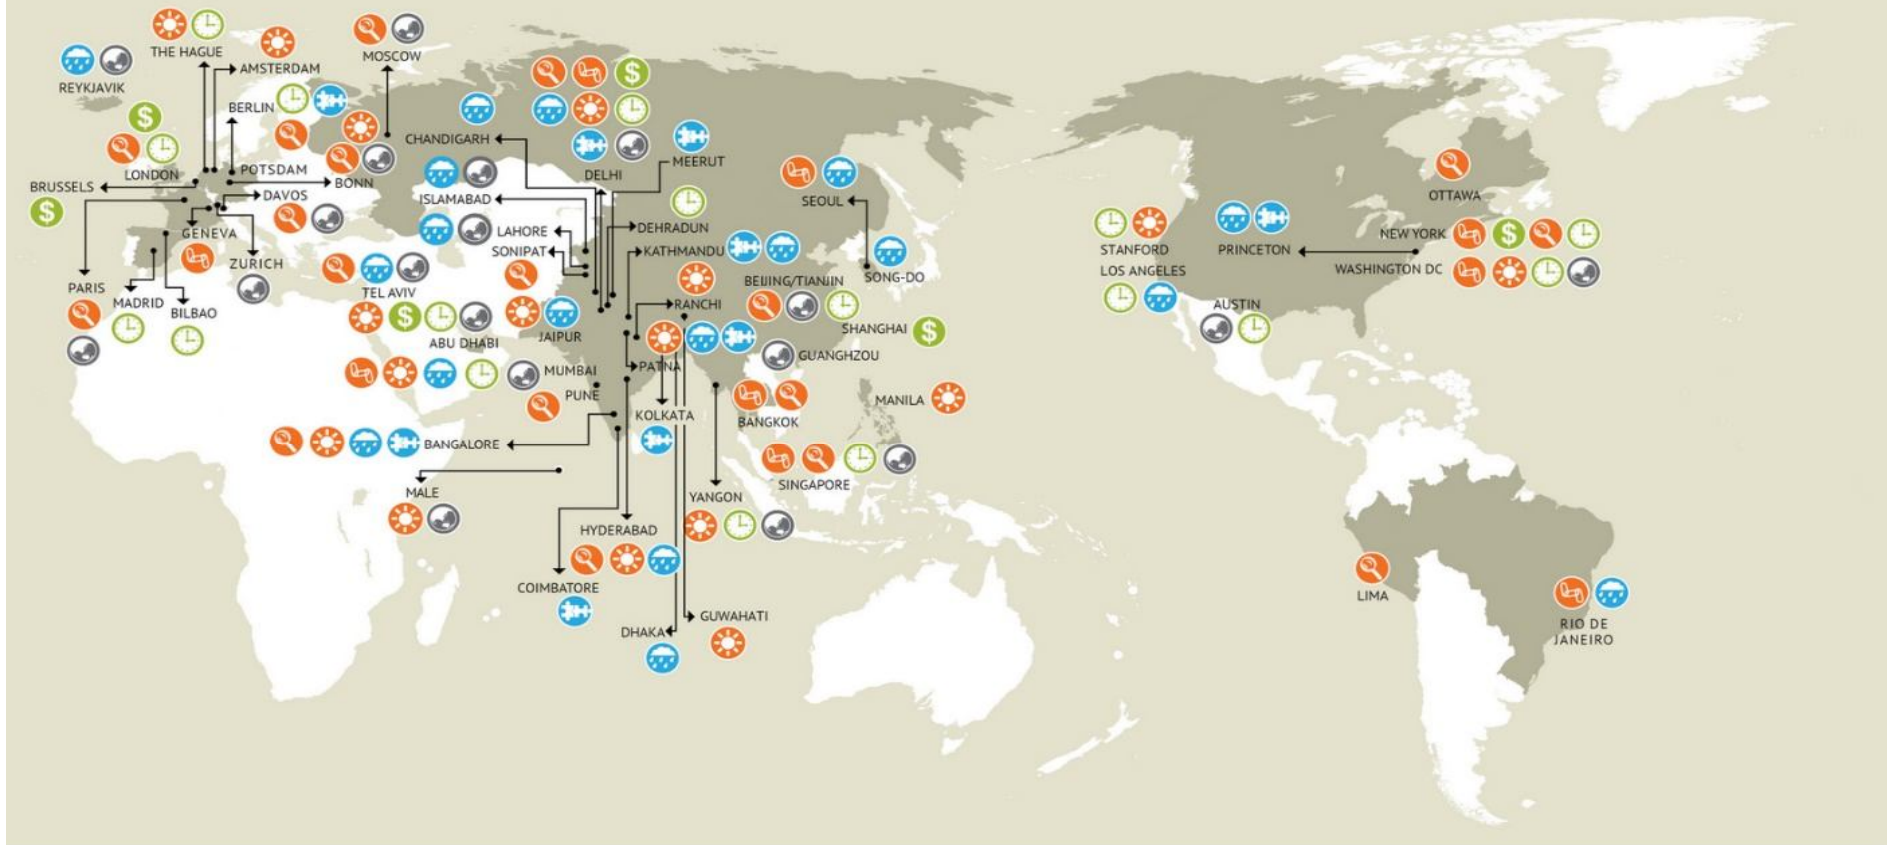 THE HAGUE
AMSTERDAM
MOSCOW
REYKJAVIK
BERLIN
CHANDIGARH
MEERUT
LONDON
POTSDAM
DELHI
BRUSSELS
BONN
DAVOS
ISLAMABAD
SEOUL
OTTAWA
GENEVA
LAHORE
DEHRADUN
SONIPAT
KATHMANDU
ZURICH
BEIJING/TIANJIN
SONG-DO
STANFORD
PRINCETON
NEW YORK
WASHINGTON DC
LOS ANGELES
PARIS
MADRID
BILBAO
TEL AVIV
RANCHI
AUSTIN
ABU DHABI
JAIPUR
SHANGHAI
$
GUANGHZOU
MUMBAI
PATNA
PUNE
KOLKATA
BANGKOK
MANILA
BANGALORE
MALE
SINGAPORE
YANGON
HYDERABAD
COIMBATORE
DHAKA
GUWAHATI
LIMA
RIO DE
JANEIRO